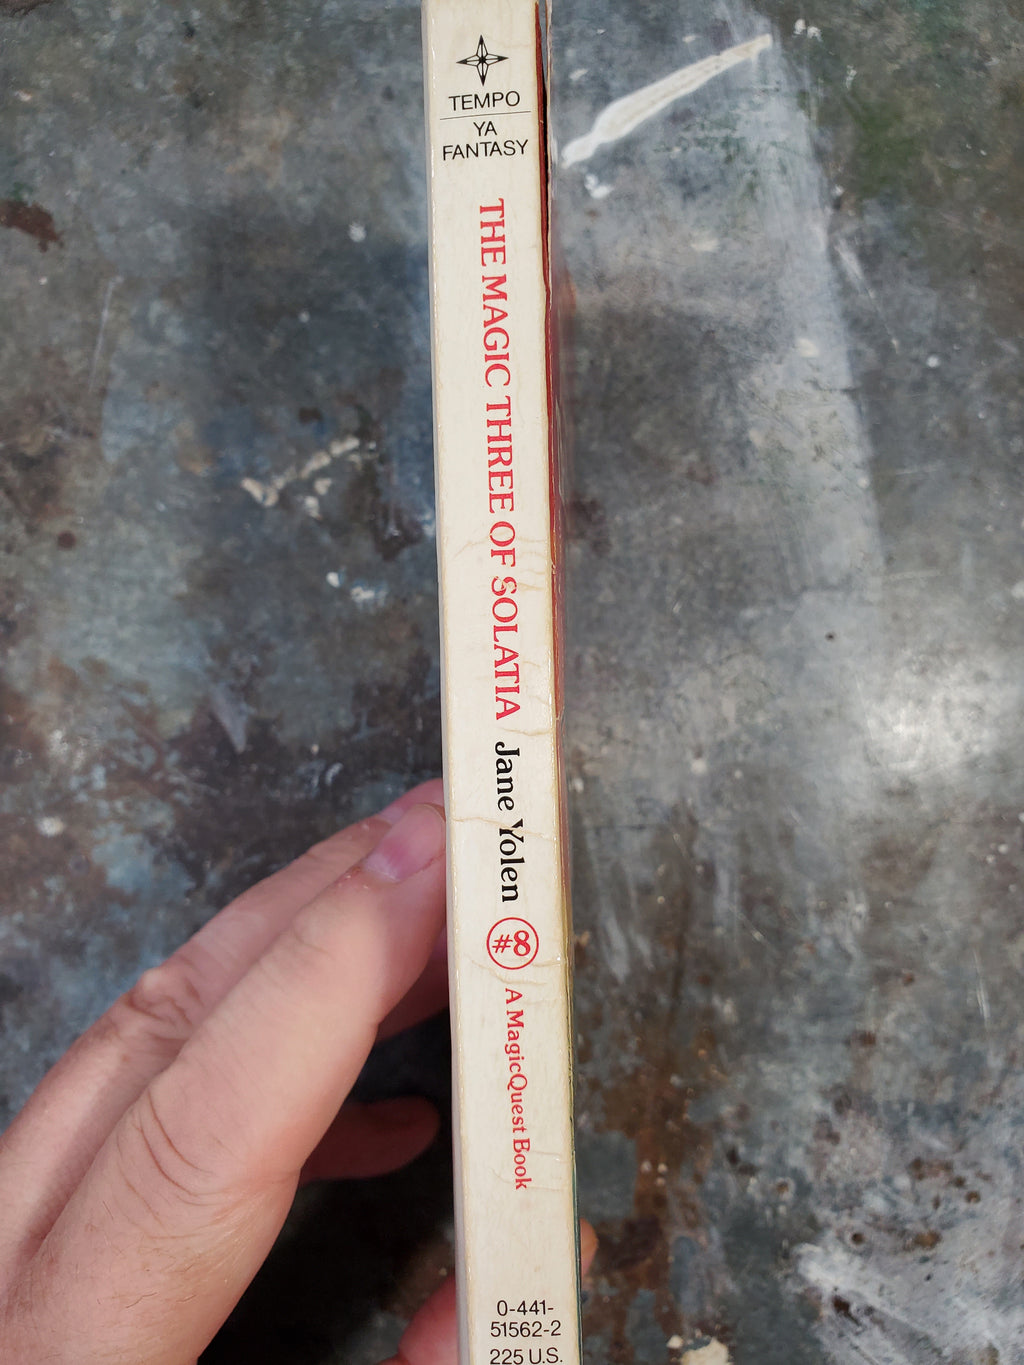 TEMPO
YA
FANTASY
THE MAGIC THREE OF SOLATIA Jane Yolen #8 A MagicQuest Book
0-441-
51562-2
225 U.S.